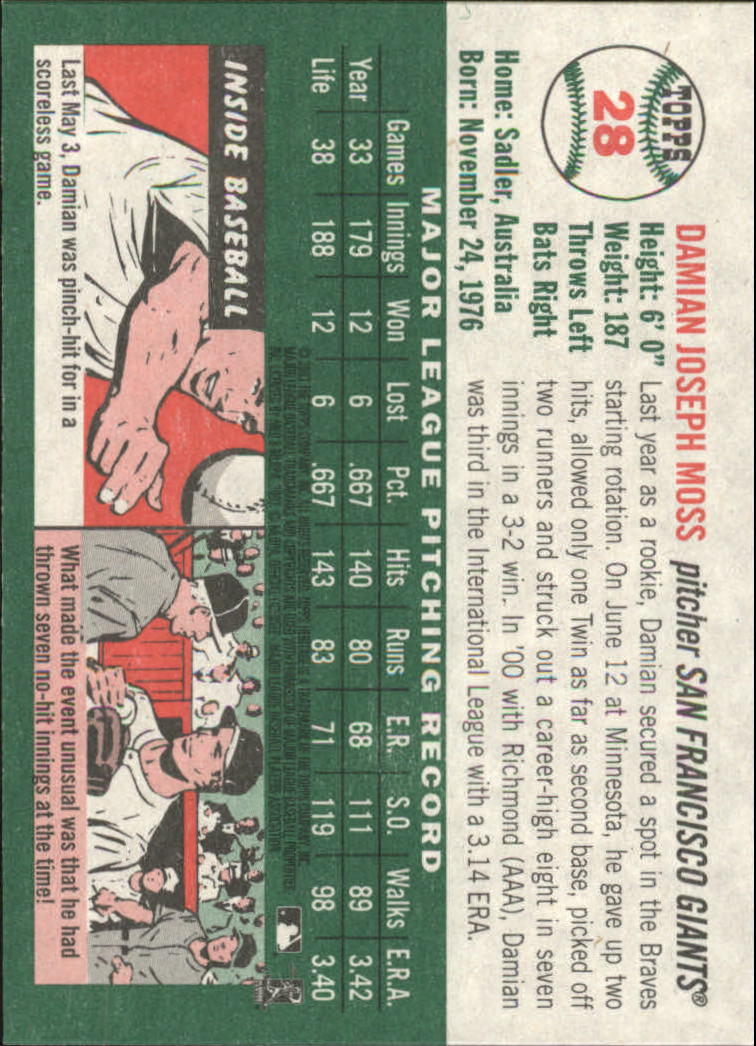 TOPPS
28
DAMIAN JOSEPH MOSS pitcher SAN FRANCISCO GIANTS®
Height: 6' 0"
Weight: 187
Throws Left
Bats Right
Home: Sadler, Australia
Born: November 24, 1976
Last year as a rookie, Damian secured a spot in the Braves
starting rotation. On June 12 at Minnesota, he gave up two
hits, allowed only one Twin as far as second base, picked off
two runners and struck out a career-high eight in seven
innings in a 3-2 win. In '00 with Richmond (AAA), Damian
was third in the International League with a 3.14 ERA.
MAJOR LEAGUE PITCHING RECORD
Games Innings Won Lost Pct. Hits Runs E.R. S.O. Walks E.R.A.
Year 33 179 12 6 .667 140 80 68 111 89 3.42
Life 38 188 12 6 .667 143 83 71 119 98 3.40
INSIDE BASEBALL
Last May 3, Damian was pinch-hit for in a
scoreless game.
What made the event unusual was that he had
thrown seven no-hit innings at the time!